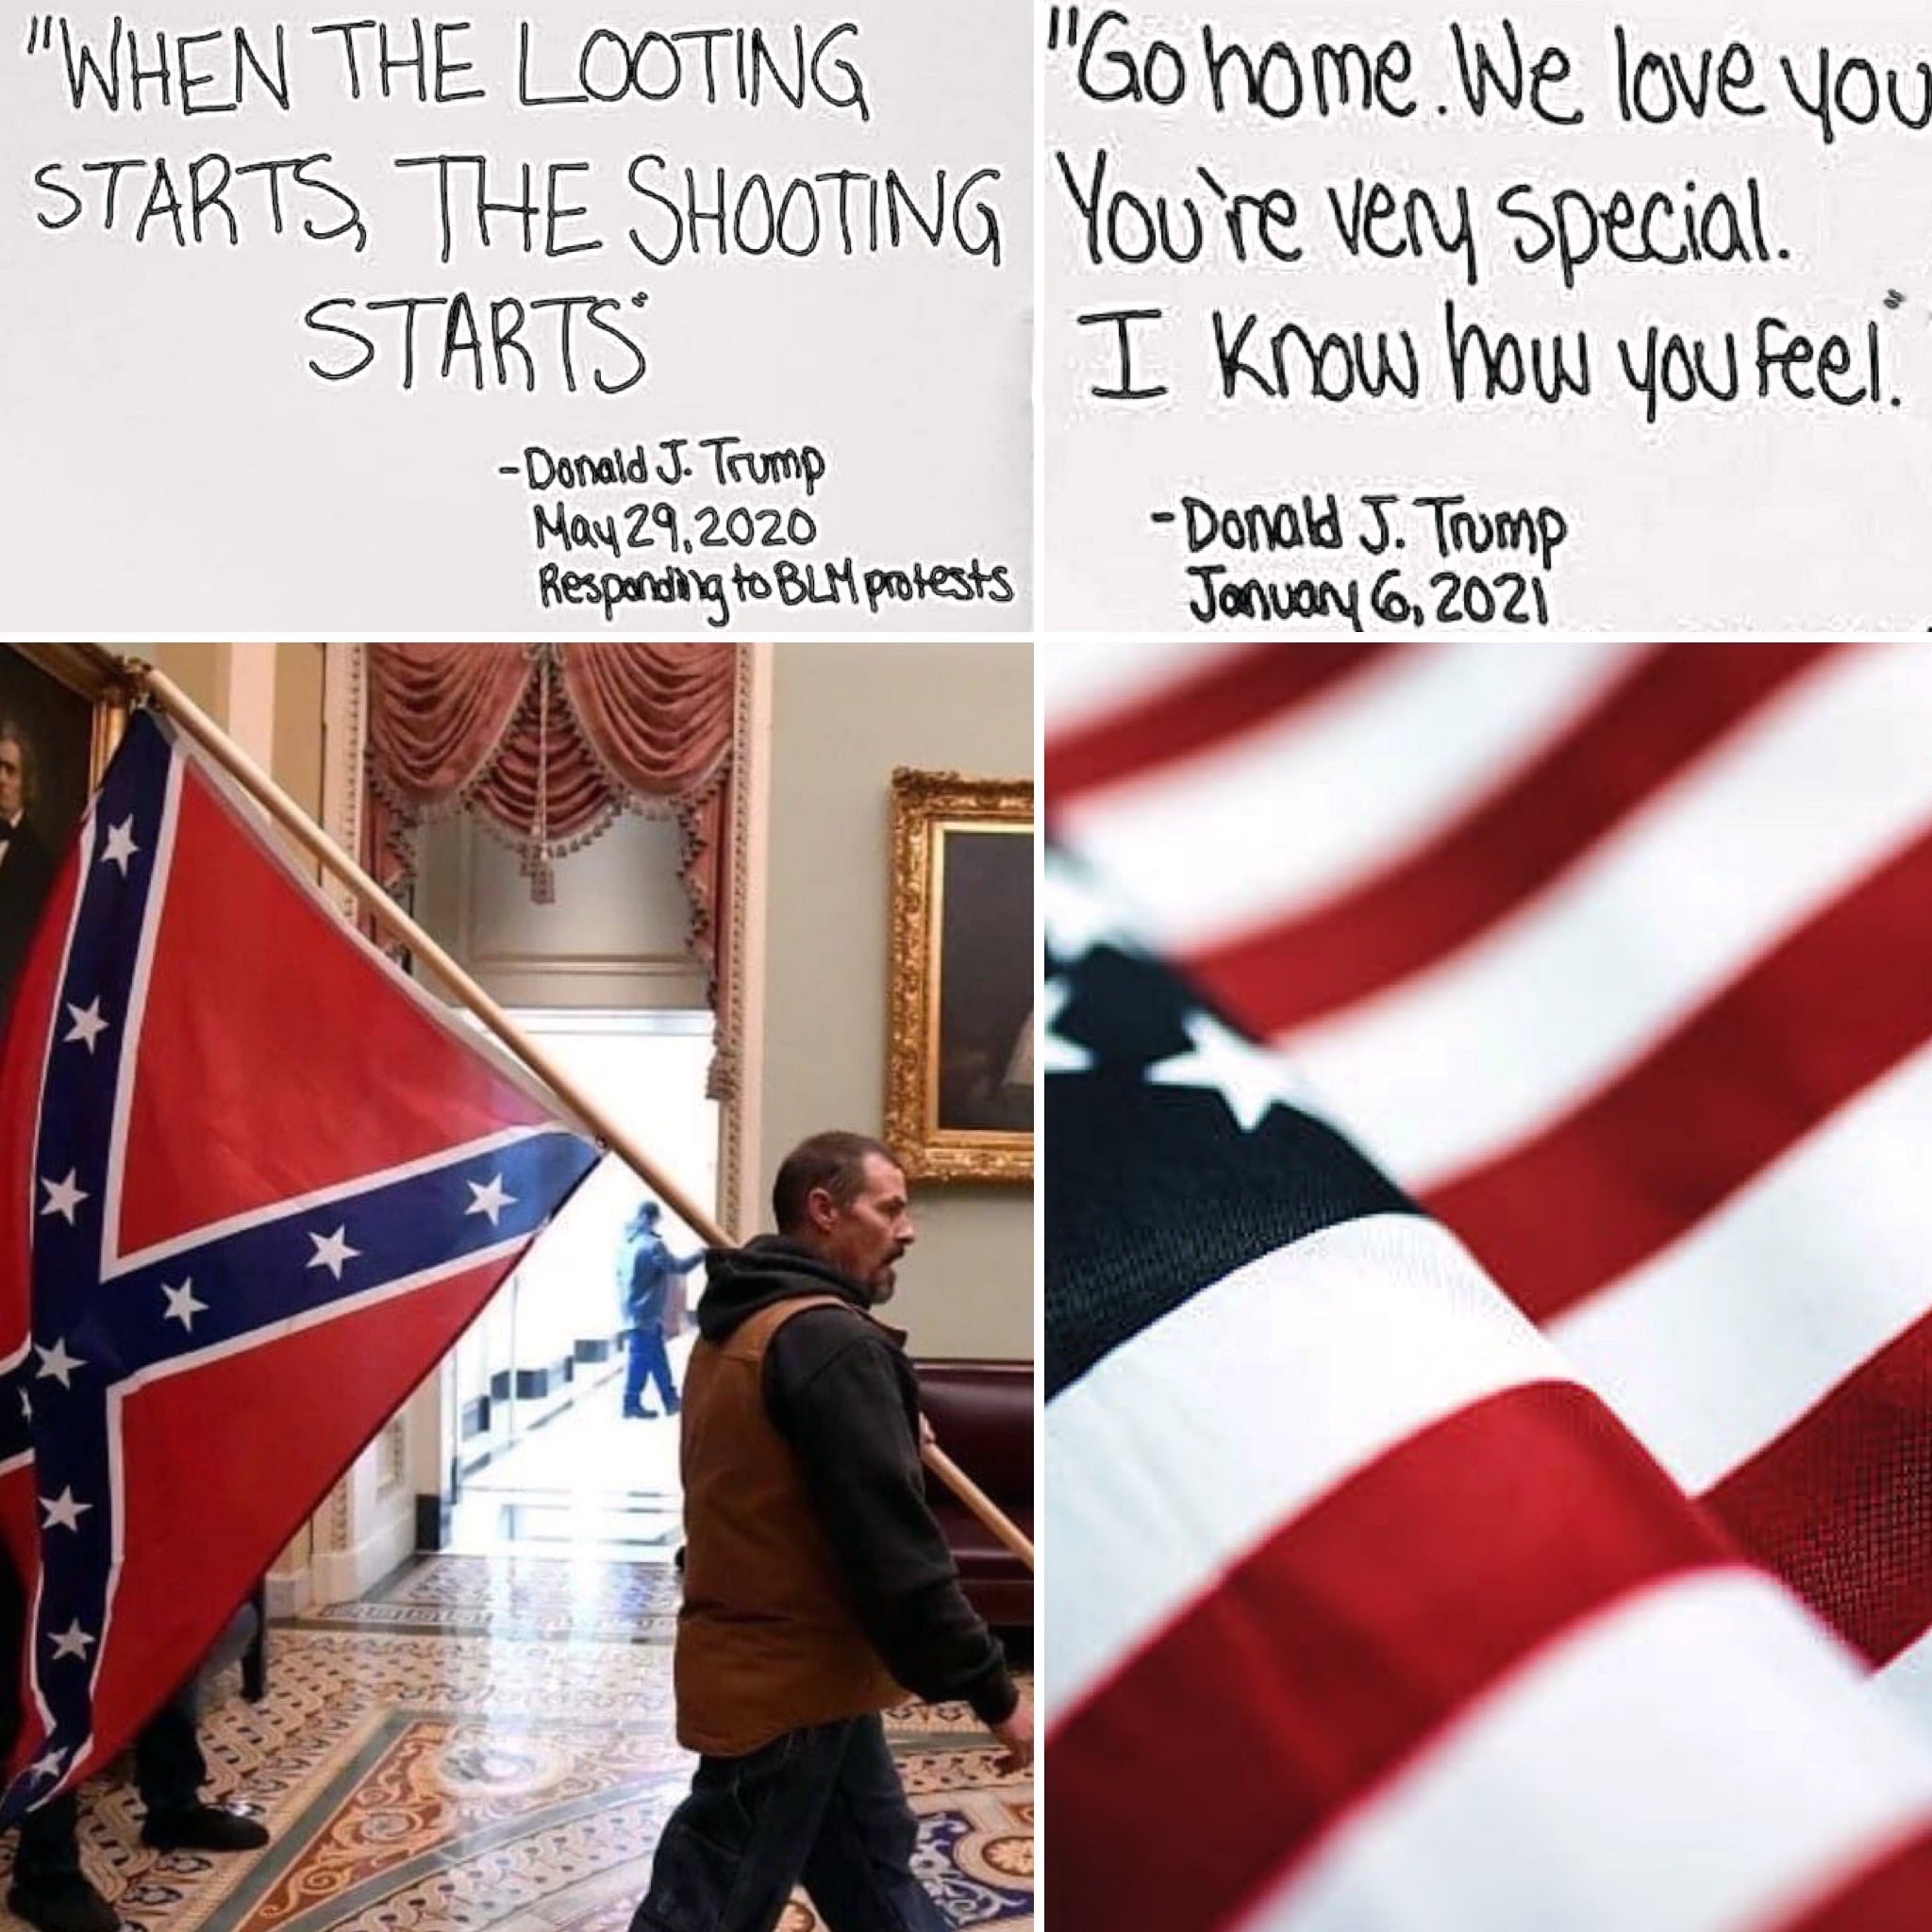 "WHEN THE LOOTING
STARTS, THE SHOOTING
STARTS"
-Donald J. Trump
May 29, 2020
Responding to BLM protests
"Go home. We love you
You're very special.
I know how you feel."
-Donald J. Trump
January 6, 2021